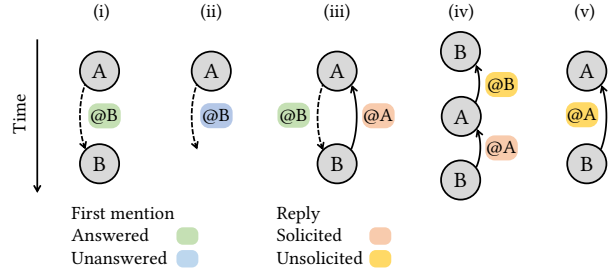 (i) (ii) (iii) (iv) (v)
Time
A A A B A
@B @B @B @A @B @A
A
@A
B B B B
First mention Reply
Answered Solicited
Unanswered Unsolicited